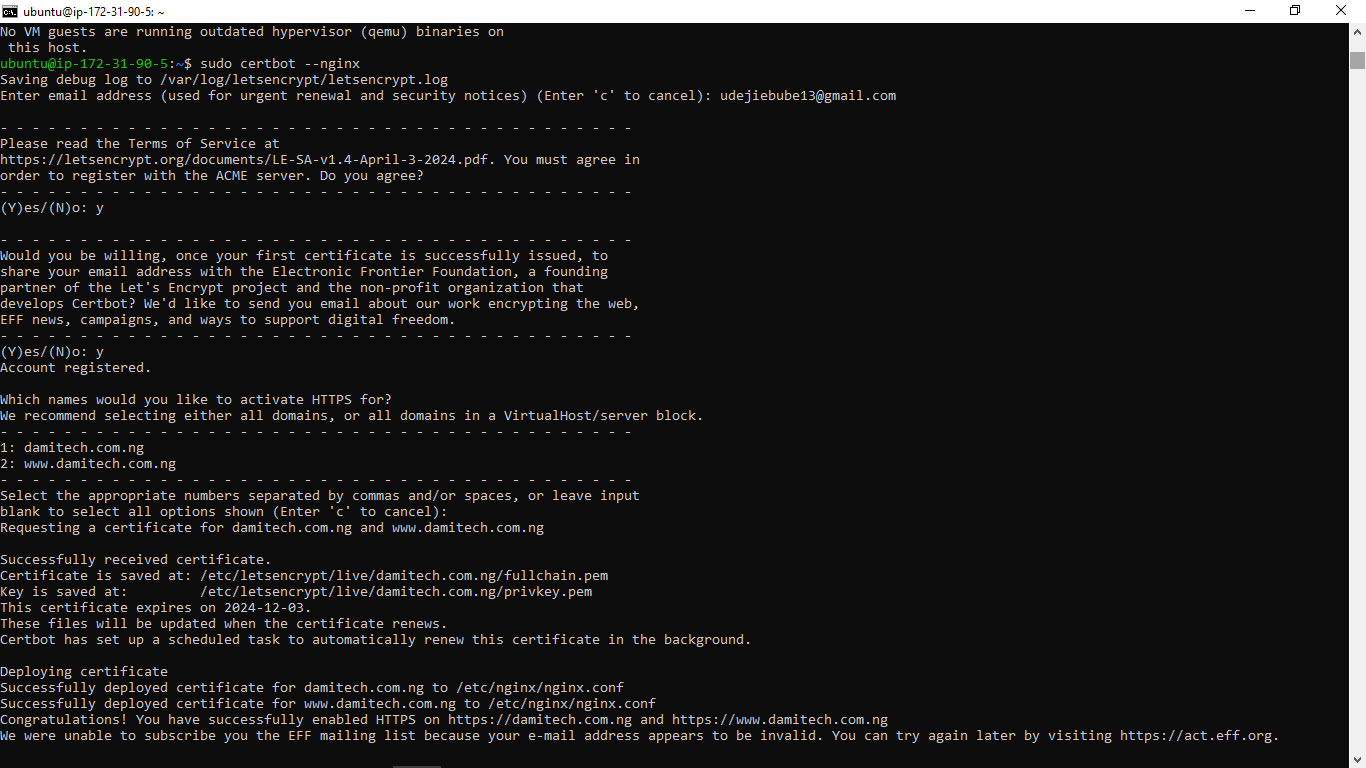 ubuntu@ip-172-31-90-5: ~
No VM guests are running outdated hypervisor (qemu) binaries on
 this host.
ubuntu@ip-172-31-90-5:~$ sudo certbot --nginx
Saving debug log to /var/log/letsencrypt/letsencrypt.log
Enter email address (used for urgent renewal and security notices) (Enter 'c' to cancel): udejiebube13@gmail.com

- - - - - - - - - - - - - - - - - - - - - - - - - - - - - - - - - - - - - - - -
Please read the Terms of Service at
https://letsencrypt.org/documents/LE-SA-v1.4-April-3-2024.pdf. You must agree in
order to register with the ACME server. Do you agree?
- - - - - - - - - - - - - - - - - - - - - - - - - - - - - - - - - - - - - - - -
(Y)es/(N)o: y

- - - - - - - - - - - - - - - - - - - - - - - - - - - - - - - - - - - - - - - -
Would you be willing, once your first certificate is successfully issued, to
share your email address with the Electronic Frontier Foundation, a founding
partner of the Let's Encrypt project and the non-profit organization that
develops Certbot? We'd like to send you email about our work encrypting the web,
EFF news, campaigns, and ways to support digital freedom.
- - - - - - - - - - - - - - - - - - - - - - - - - - - - - - - - - - - - - - - -
(Y)es/(N)o: y
Account registered.

Which names would you like to activate HTTPS for?
We recommend selecting either all domains, or all domains in a VirtualHost/server block.
- - - - - - - - - - - - - - - - - - - - - - - - - - - - - - - - - - - - - - - -
1: damitech.com.ng
2: www.damitech.com.ng
- - - - - - - - - - - - - - - - - - - - - - - - - - - - - - - - - - - - - - - -
Select the appropriate numbers separated by commas and/or spaces, or leave input
blank to select all options shown (Enter 'c' to cancel):
Requesting a certificate for damitech.com.ng and www.damitech.com.ng

Successfully received certificate.
Certificate is saved at: /etc/letsencrypt/live/damitech.com.ng/fullchain.pem
Key is saved at:         /etc/letsencrypt/live/damitech.com.ng/privkey.pem
This certificate expires on 2024-12-03.
These files will be updated when the certificate renews.
Certbot has set up a scheduled task to automatically renew this certificate in the background.

Deploying certificate
Successfully deployed certificate for damitech.com.ng to /etc/nginx/nginx.conf
Successfully deployed certificate for www.damitech.com.ng to /etc/nginx/nginx.conf
Congratulations! You have successfully enabled HTTPS on https://damitech.com.ng and https://www.damitech.com.ng
We were unable to subscribe you the EFF mailing list because your e-mail address appears to be invalid. You can try again later by visiting https://act.eff.org.